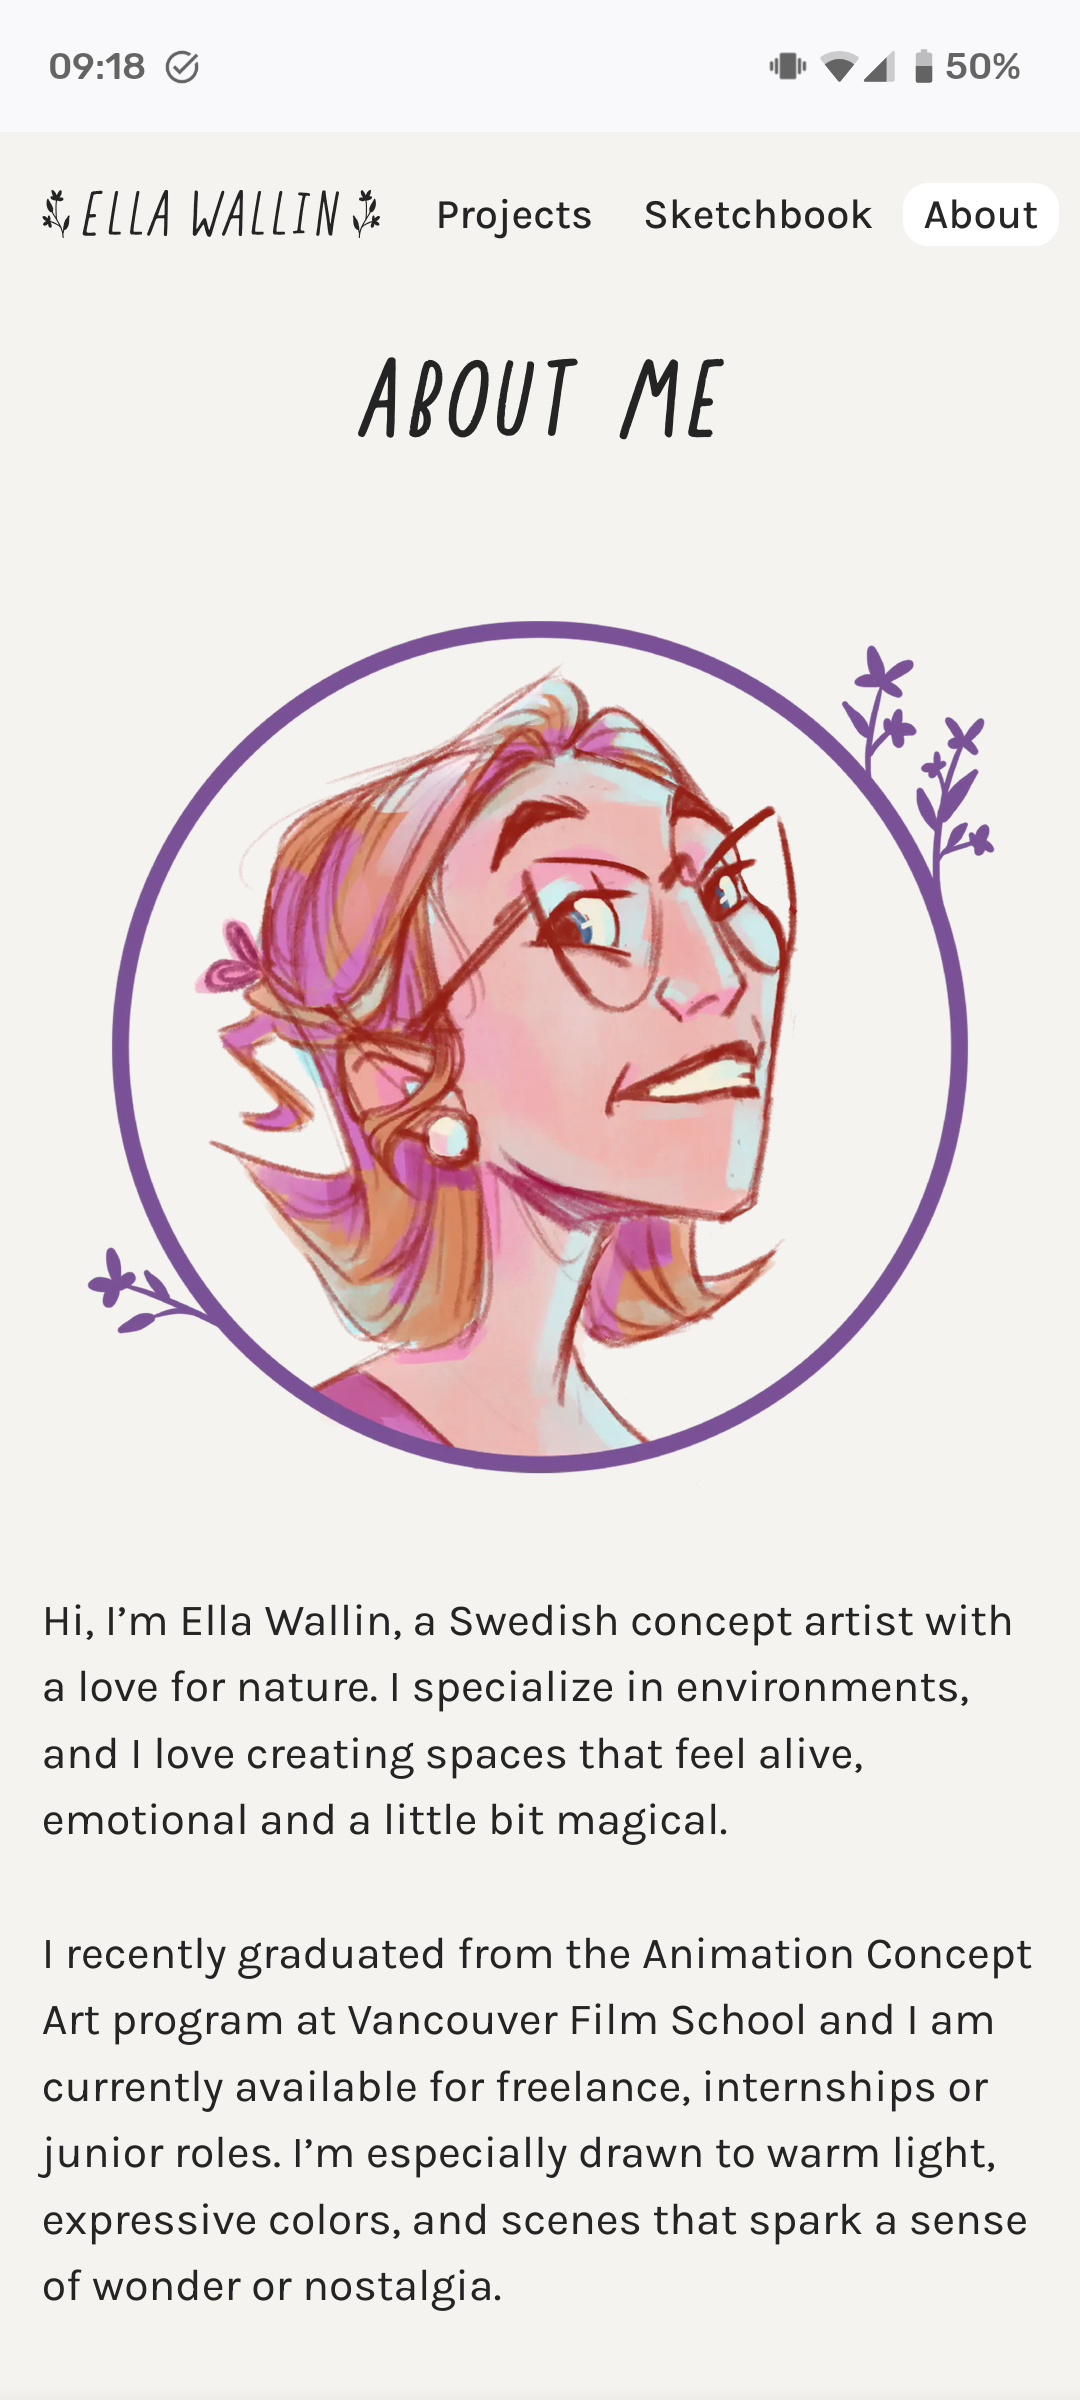 09:18 50%
ELLA WALLIN Projects Sketchbook About
ABOUT ME
Hi, I’m Ella Wallin, a Swedish concept artist with
a love for nature. I specialize in environments,
and I love creating spaces that feel alive,
emotional and a little bit magical.
I recently graduated from the Animation Concept
Art program at Vancouver Film School and I am
currently available for freelance, internships or
junior roles. I’m especially drawn to warm light,
expressive colors, and scenes that spark a sense
of wonder or nostalgia.